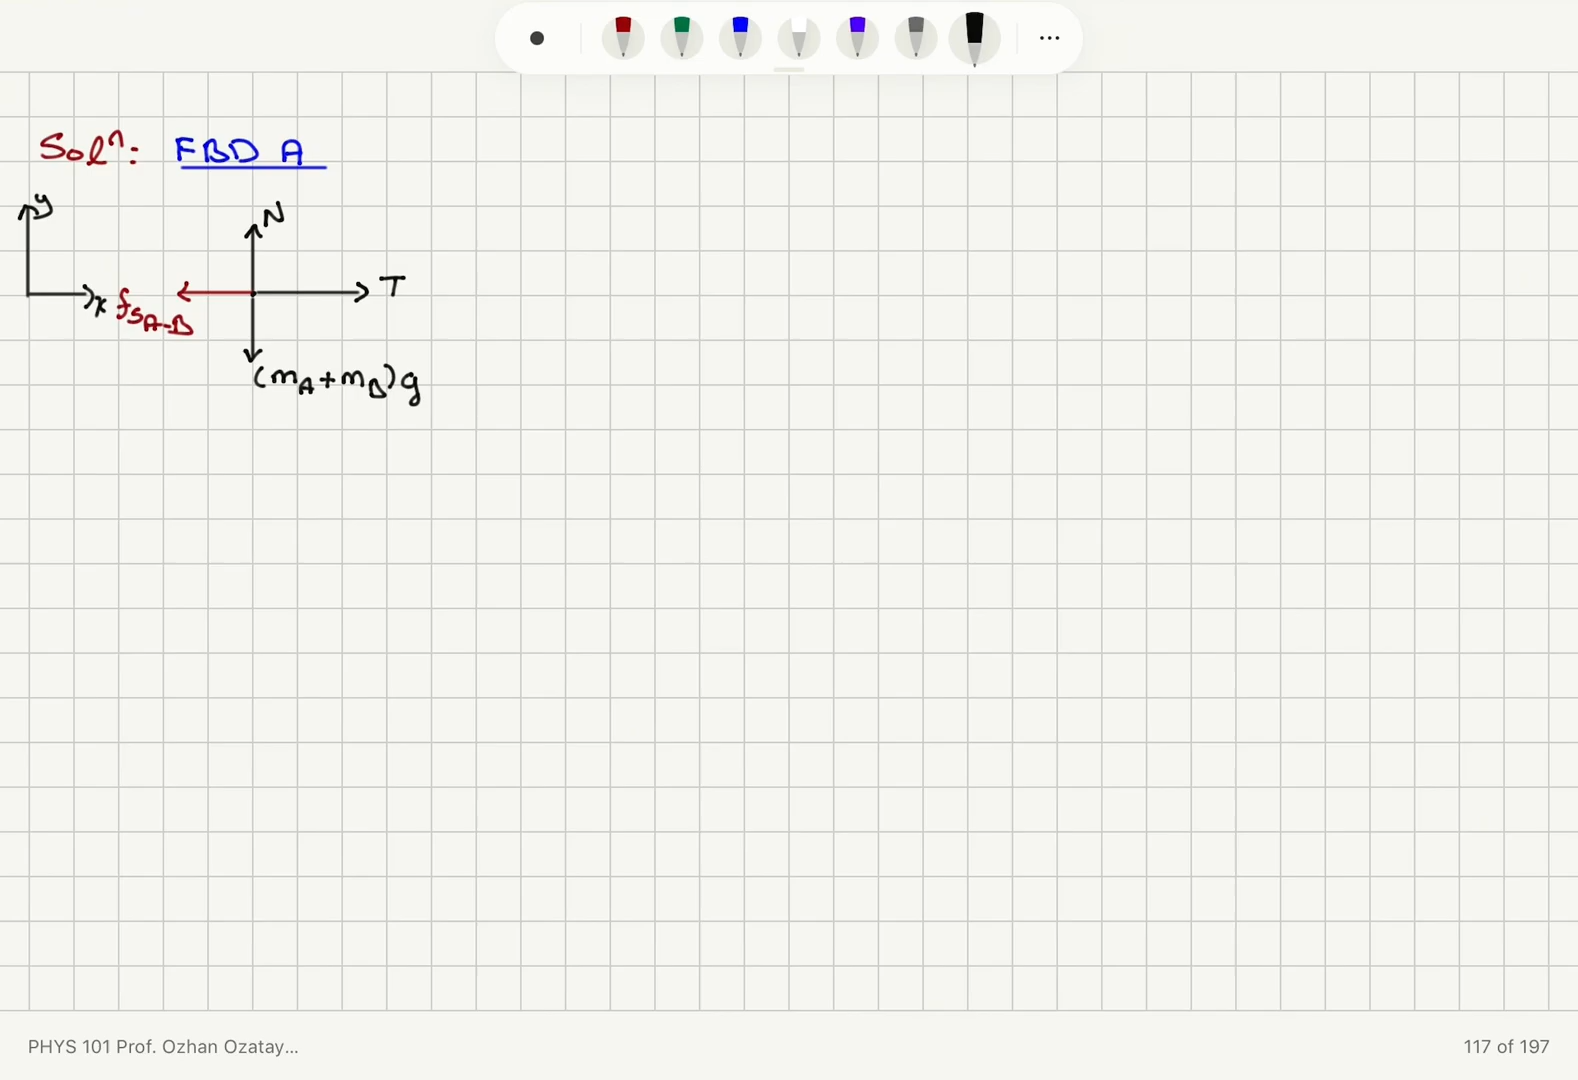 Solⁿ: FBD A
y
N
T
x
fsA-B
(mA+mB)g
PHYS 101 Prof. Ozhan Ozatay...
117 of 197